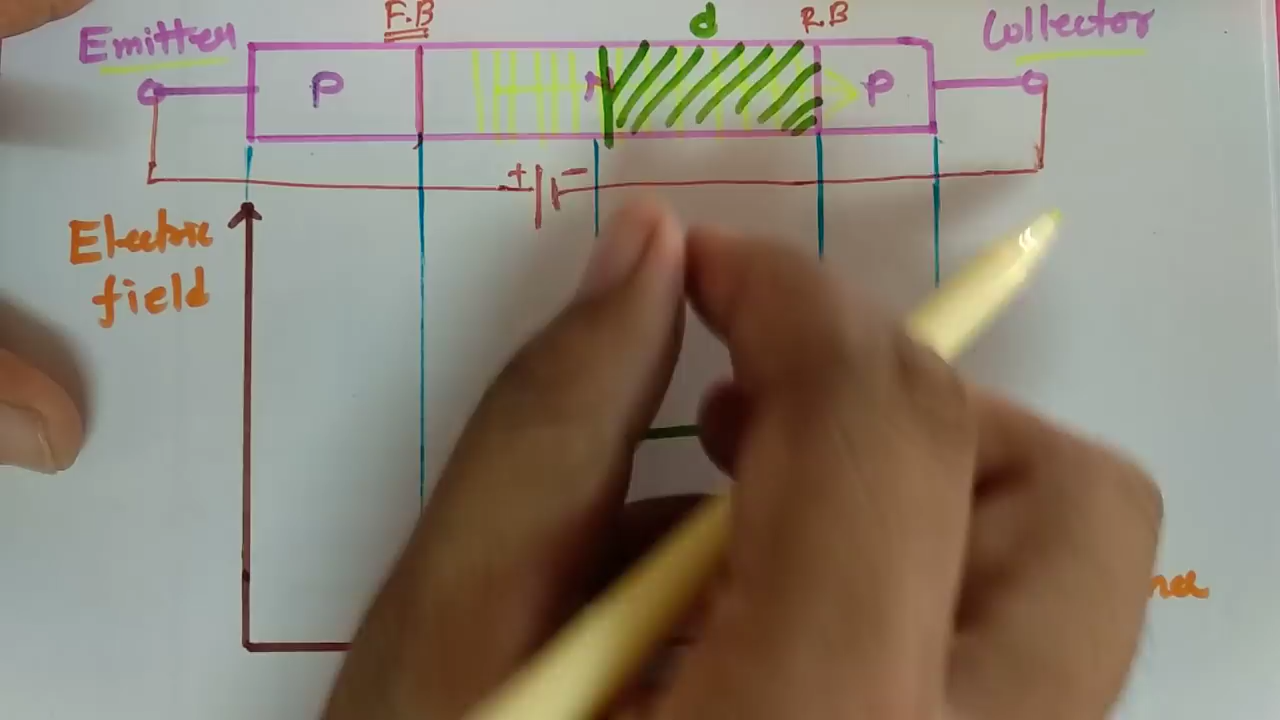 F.B
d
R.B
Emitter
Collector
P
N
P
+
−
Electric
field